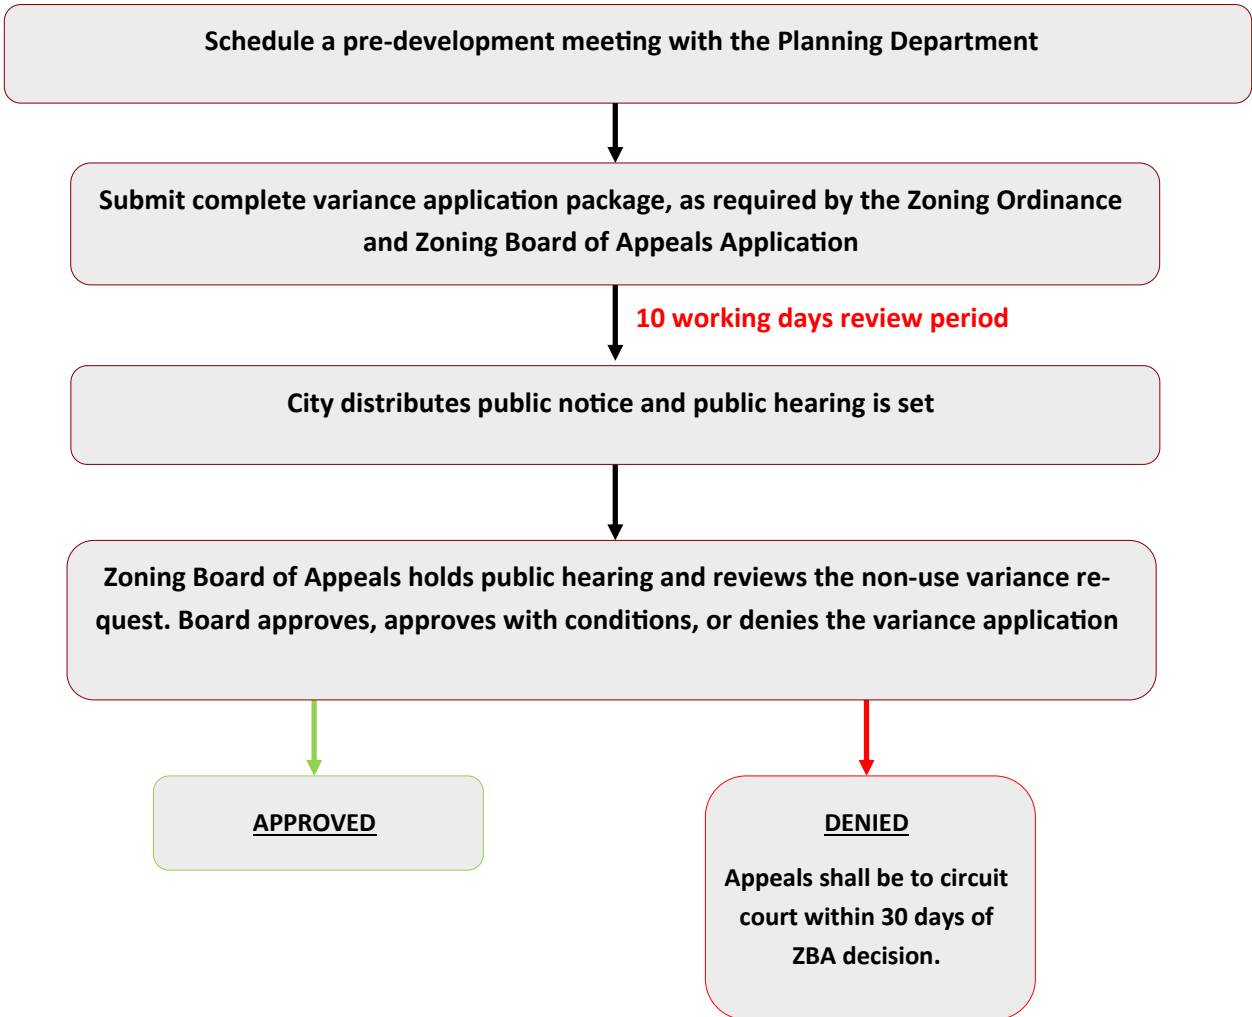 Schedule a pre-development meeting with the Planning Department
Submit complete variance application package, as required by the Zoning Ordinance
and Zoning Board of Appeals Application
10 working days review period
City distributes public notice and public hearing is set
Zoning Board of Appeals holds public hearing and reviews the non-use variance re-
quest. Board approves, approves with conditions, or denies the variance application
APPROVED
DENIED
Appeals shall be to circuit
court within 30 days of
ZBA decision.